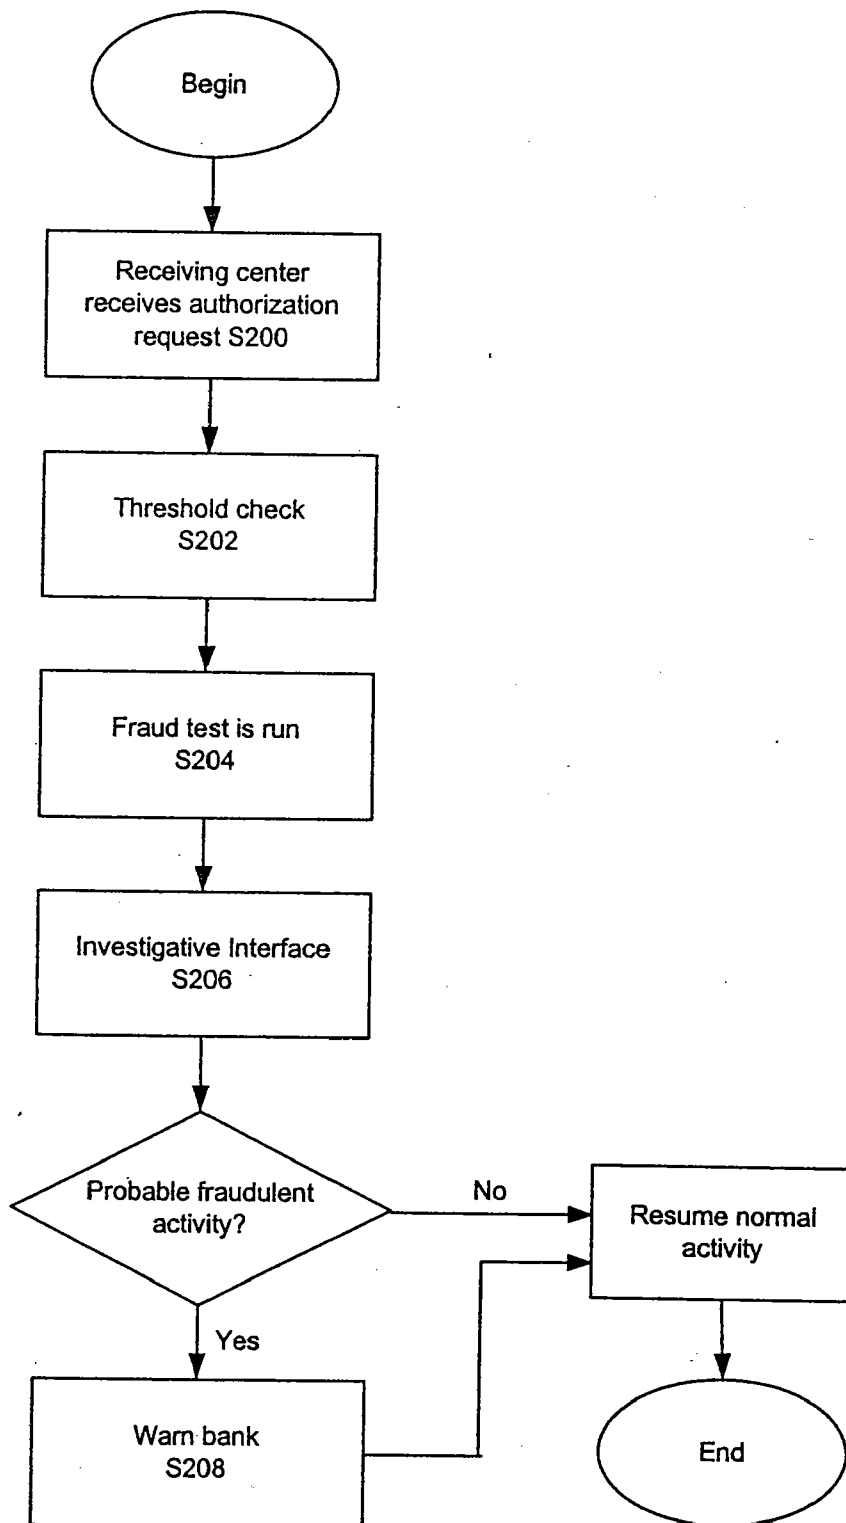 Begin
Receiving center
receives authorization
request S200
Threshold check
S202
Fraud test is run
S204
Investigative Interface
S206
Probable fraudulent
activity?
No
Resume normal
activity
Yes
Warn bank
S208
End